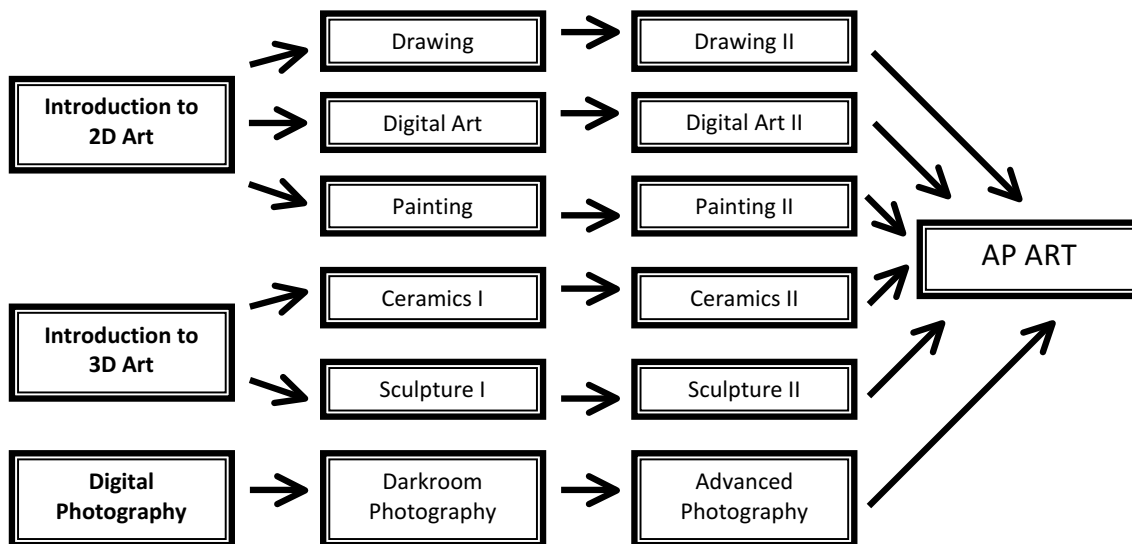 Drawing
Drawing II
Introduction to
2D Art
Digital Art
Digital Art II
Painting
Painting II
AP ART
Introduction to
3D Art
Ceramics I
Ceramics II
Sculpture I
Sculpture II
Digital
Photography
Darkroom
Photography
Advanced
Photography